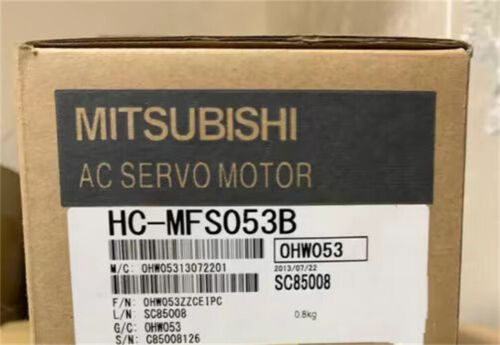 MITSUBISHI
AC SERVO MOTOR
HC-MFS053B
OHW053
M/C: OHW05313072201
2013/07/22
SC85008
F/N: OHW053ZZCE1PC
L/N: SC85008
0.8kg
G/C: OHW053
S/N: C85008126